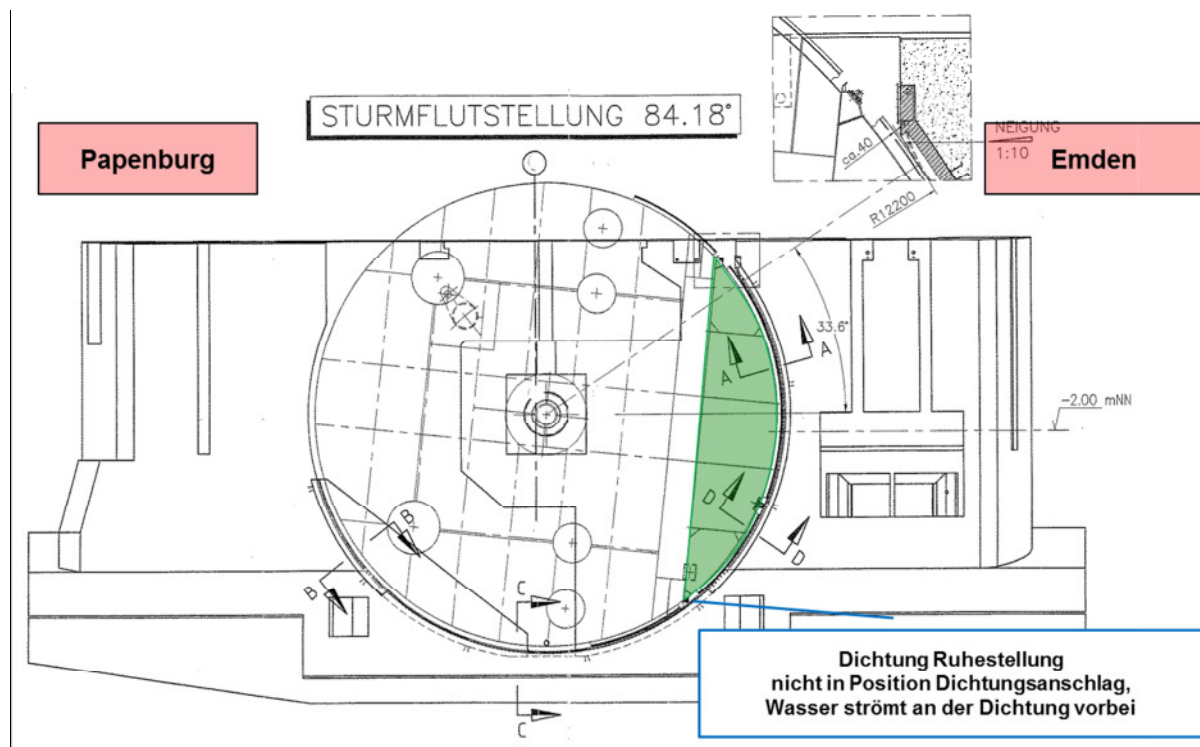 STURMFLUTSTELLUNG 84.18°
Papenburg
NEIGUNG
1:10
Emden
ca.40
R12200
33.6°
A
A
-2.00 mNN
D
D
B
B
C
C
Dichtung Ruhestellung
nicht in Position Dichtungsanschlag,
Wasser strömt an der Dichtung vorbei